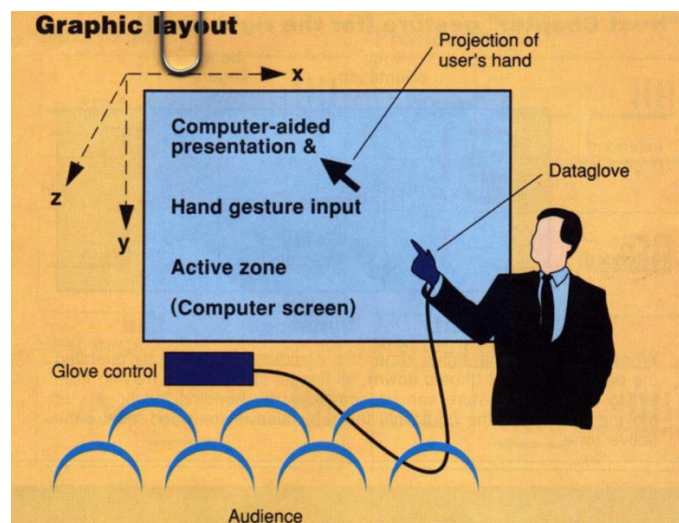 Graphic layout
Projection of
user's hand
x
Computer-aided
presentation &
Dataglove
z
Hand gesture input
y
Active zone
(Computer screen)
Glove control
Audience